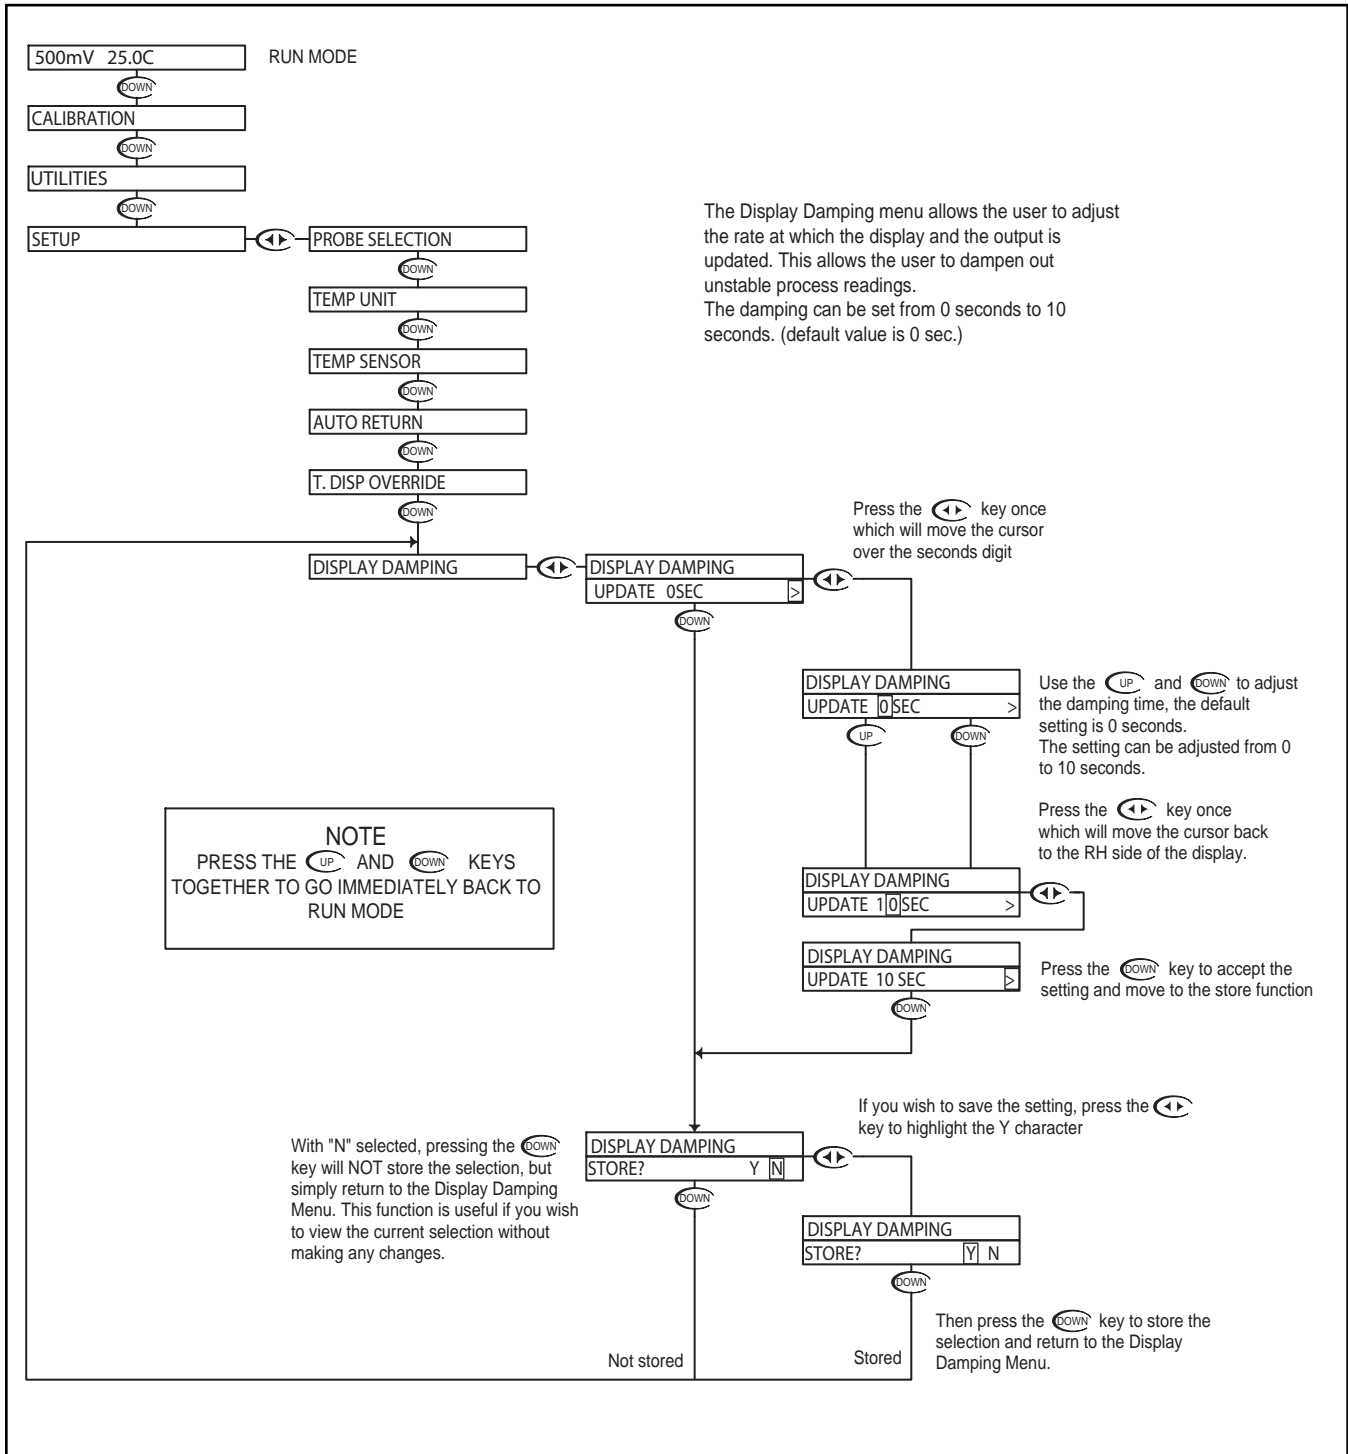 500mV 25.0C
RUN MODE
DOWN
CALIBRATION
DOWN
UTILITIES
DOWN
SETUP
PROBE SELECTION
DOWN
TEMP UNIT
DOWN
TEMP SENSOR
DOWN
AUTO RETURN
DOWN
T. DISP OVERRIDE
DOWN
DISPLAY DAMPING
The Display Damping menu allows the user to adjust
the rate at which the display and the output is
updated. This allows the user to dampen out
unstable process readings.
The damping can be set from 0 seconds to 10
seconds. (default value is 0 sec.)
DISPLAY DAMPING
UPDATE 0SEC >
DOWN
Press the key once
which will move the cursor
over the seconds digit
DISPLAY DAMPING
UPDATE 0SEC >
UP DOWN
Use the UP and DOWN to adjust
the damping time, the default
setting is 0 seconds.
The setting can be adjusted from 0
to 10 seconds.
Press the key once
which will move the cursor back
to the RH side of the display.
DISPLAY DAMPING
UPDATE 10SEC >
DISPLAY DAMPING
UPDATE 10 SEC >
DOWN
Press the DOWN key to accept the
setting and move to the store function
NOTE
PRESS THE UP AND DOWN KEYS
TOGETHER TO GO IMMEDIATELY BACK TO
RUN MODE
If you wish to save the setting, press the
key to highlight the Y character
With "N" selected, pressing the DOWN
key will NOT store the selection, but
simply return to the Display Damping
Menu. This function is useful if you wish
to view the current selection without
making any changes.
DISPLAY DAMPING
STORE? Y N
DOWN
DISPLAY DAMPING
STORE? Y N
DOWN
Then press the DOWN key to store the
selection and return to the Display
Damping Menu.
Not stored
Stored